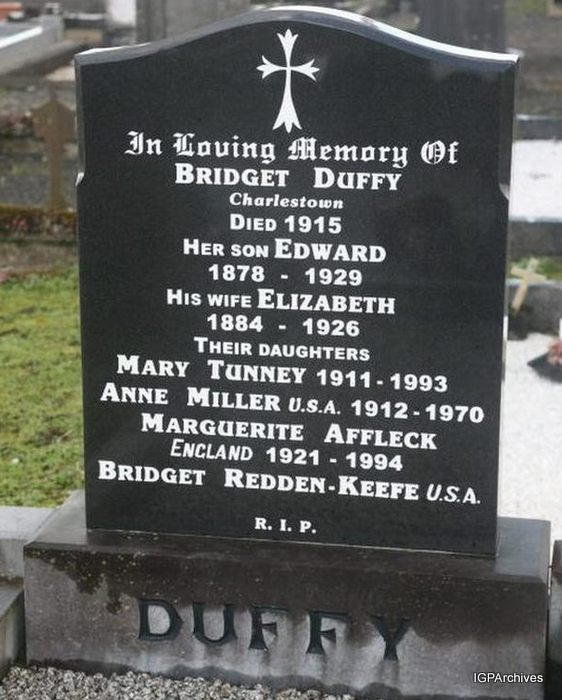 In Loving Memory Of
BRIDGET DUFFY
Charlestown
DIED 1915
HER SON EDWARD
1878 - 1929
HIS WIFE ELIZABETH
1884 - 1926
THEIR DAUGHTERS
MARY TUNNEY 1911 - 1993
ANNE MILLER U.S.A. 1912 - 1970
MARGUERITE AFFLECK
ENGLAND 1921 - 1994
BRIDGET REDDEN-KEEFE U.S.A.
R. I. P.
DUFFY
IGPArchives